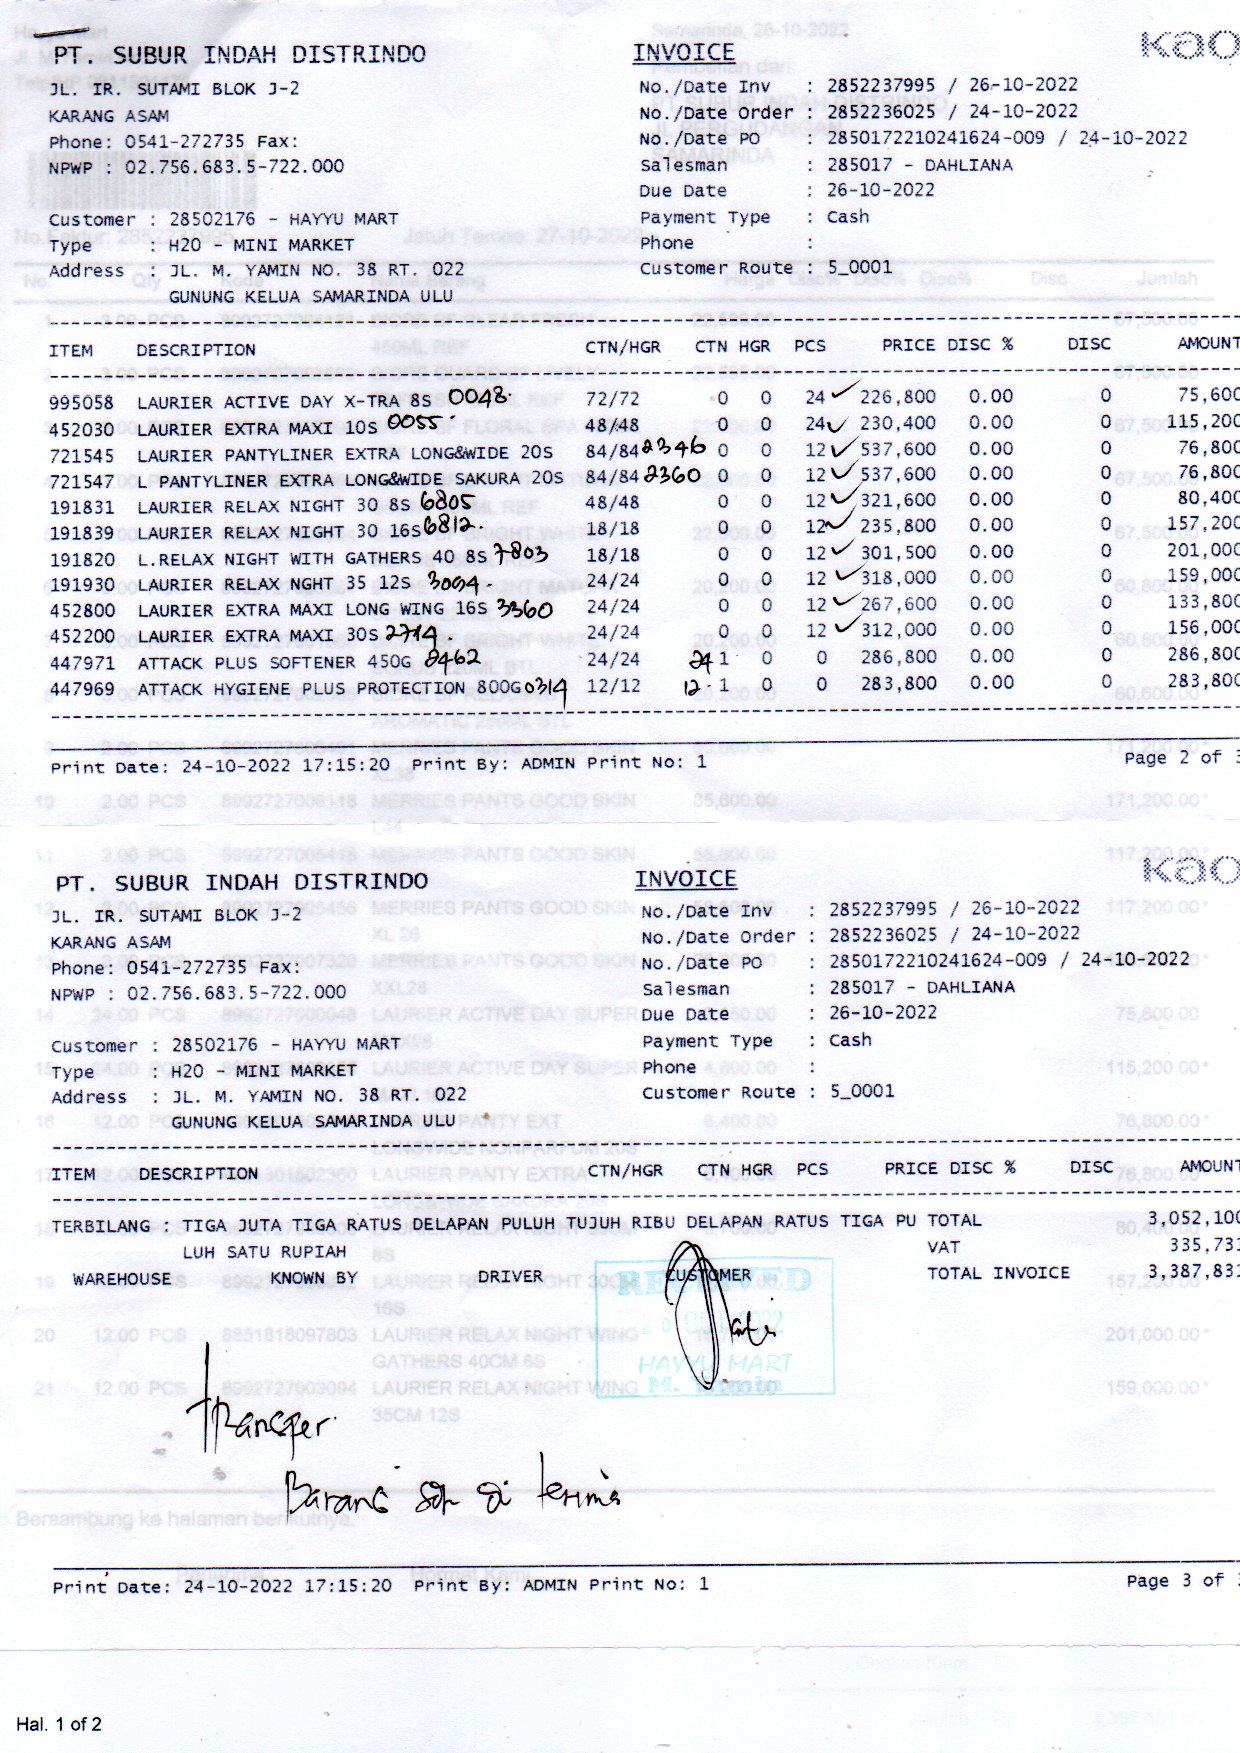 PT. SUBUR INDAH DISTRINDO
JL. IR. SUTAMI BLOK J-2
KARANG ASAM
Phone: 0541-272735 Fax:
NPWP : 02.756.683.5-722.000
Customer : 28502176 - HAYYU MART
Type : H20 - MINI MARKET
Address : JL. M. YAMIN NO. 38 RT. 022
GUNUNG KELUA SAMARINDA ULU
INVOICE
kao
No./Date Inv : 2852237995 / 26-10-2022
No./Date Order : 2852236025 / 24-10-2022
No./Date PO : 2850172210241624-009 / 24-10-2022
Salesman : 285017 - DAHLIANA
Due Date : 26-10-2022
Payment Type : Cash
Phone :
Customer Route : 5_0001
ITEM DESCRIPTION CTN/HGR CTN HGR PCS PRICE DISC % DISC AMOUNT
995058 LAURIER ACTIVE DAY X-TRA 8S 0048 72/72 0 0 24 226,800 0.00 0 75,600
452030 LAURIER EXTRA MAXI 10S 0055 48/48 0 0 24 230,400 0.00 0 115,200
721545 LAURIER PANTYLINER EXTRA LONG&WIDE 20S 84/84 2346 0 0 12 537,600 0.00 0 76,800
721547 L PANTYLINER EXTRA LONG&WIDE SAKURA 20S 84/84 2360 0 0 12 537,600 0.00 0 76,800
191831 LAURIER RELAX NIGHT 30 8S 6805 48/48 0 0 12 321,600 0.00 0 80,400
191839 LAURIER RELAX NIGHT 30 16S 6812 18/18 0 0 12 235,800 0.00 0 157,200
191820 L.RELAX NIGHT WITH GATHERS 40 8S 7803 18/18 0 0 12 301,500 0.00 0 201,000
191930 LAURIER RELAX NGHT 35 12S 3094 24/24 0 0 12 318,000 0.00 0 159,000
452800 LAURIER EXTRA MAXI LONG WING 16S 3360 24/24 0 0 12 267,600 0.00 0 133,800
452200 LAURIER EXTRA MAXI 30S 2714 24/24 0 0 12 312,000 0.00 0 156,000
447971 ATTACK PLUS SOFTENER 450G 2462 24/24 24 1 0 0 286,800 0.00 0 286,800
447969 ATTACK HYGIENE PLUS PROTECTION 800G 0314 12/12 12 1 0 0 283,800 0.00 0 283,800
Print Date: 24-10-2022 17:15:20 Print By: ADMIN Print No: 1 Page 2 of 3
PT. SUBUR INDAH DISTRINDO
JL. IR. SUTAMI BLOK J-2
KARANG ASAM
Phone: 0541-272735 Fax:
NPWP : 02.756.683.5-722.000
Customer : 28502176 - HAYYU MART
Type : H20 - MINI MARKET
Address : JL. M. YAMIN NO. 38 RT. 022
GUNUNG KELUA SAMARINDA ULU
INVOICE
kao
No./Date Inv : 2852237995 / 26-10-2022
No./Date Order : 2852236025 / 24-10-2022
No./Date PO : 2850172210241624-009 / 24-10-2022
Salesman : 285017 - DAHLIANA
Due Date : 26-10-2022
Payment Type : Cash
Phone :
Customer Route : 5_0001
ITEM DESCRIPTION CTN/HGR CTN HGR PCS PRICE DISC % DISC AMOUNT
TERBILANG : TIGA JUTA TIGA RATUS DELAPAN PULUH TUJUH RIBU DELAPAN RATUS TIGA PU TOTAL 3,052,100
LUH SATU RUPIAH VAT 335,731
WAREHOUSE KNOWN BY DRIVER CUSTOMER TOTAL INVOICE 3,387,831
RECEIVED
HAYYU MART
M. Yamin
Transfer
Barang sdh di terima
Print Date: 24-10-2022 17:15:20 Print By: ADMIN Print No: 1 Page 3 of
Hal. 1 of 2